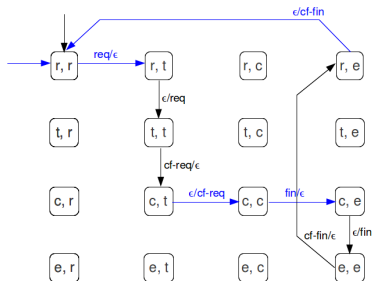 ϵ/cf-fin
r, r req/ϵ r, t r, c r, e
ϵ/req
t, r t, t t, c t, e
cf-req/ϵ
c, r c, t ϵ/cf-req c, c fin/ϵ c, e
cf-fin/ϵ ϵ/fin
e, r e, t e, c e, e